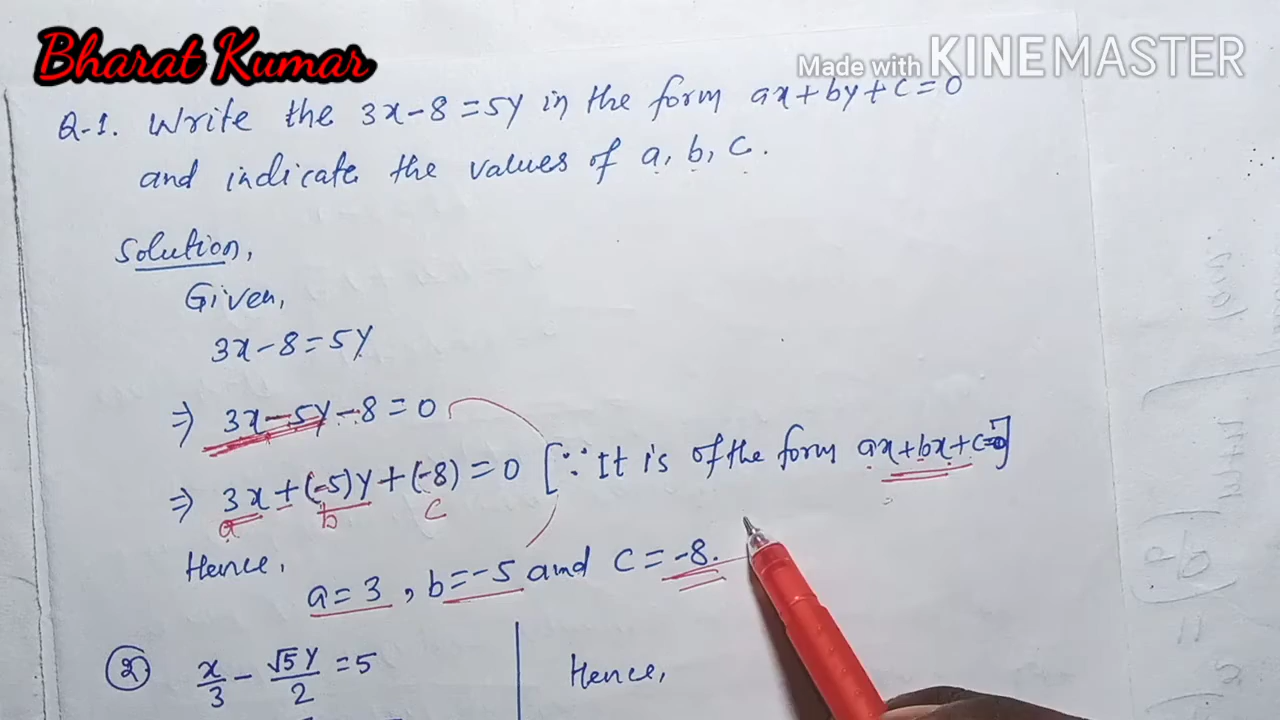 Bharat Kumar
Made with KINEMASTER
Q-1. Write the 3x-8=5y in the form ax+by+c=0
and indicate the values of a, b, c.
Solution,
Given,
3x-8=5y
⇒ 3x-5y-8=0
⇒ 3x+(-5)y+(-8)=0 [∵ It is of the form ax+bx+c=0]
a b c
Hence,
a=3, b=-5 and c=-8.
② x/3 - √5y/2 = 5
Hence,